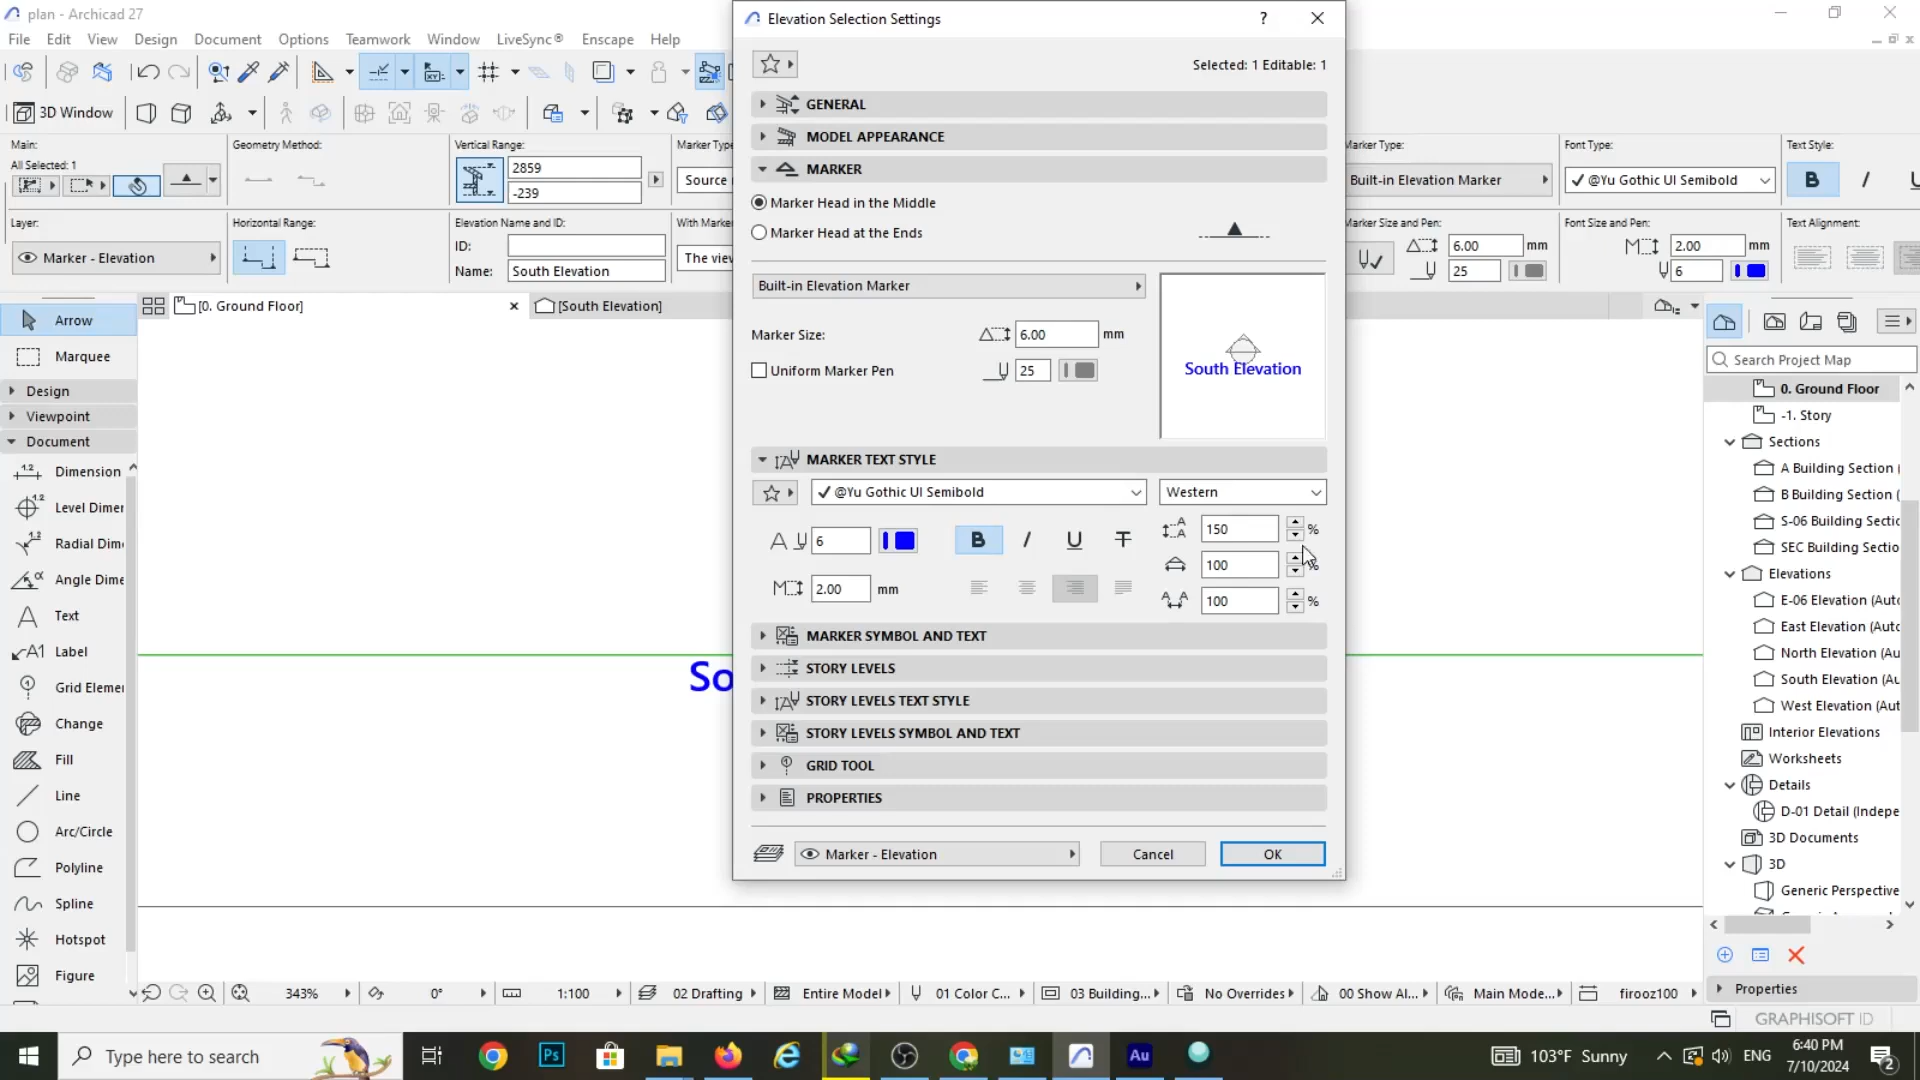 plan - Archicad 27
File Edit View Design Document Options Teamwork Window LiveSync® Enscape Help
3D Window
Main:
All Selected: 1
Geometry Method:
Vertical Range:
2859
-239
Marker Type
Source
Layer:
Marker - Elevation
Horizontal Range:
Elevation Name and ID:
ID:
Name: South Elevation
With Marke
The view
[0. Ground Floor]
[South Elevation]
Arrow
Marquee
Design
Viewpoint
Document
Dimension
Level Dimer
Radial Dim
Angle Dime
Text
Label
Grid Elemer
Change
Fill
Line
Arc/Circle
Polyline
Spline
Hotspot
Figure
So
Elevation Selection Settings
?
Selected: 1 Editable: 1
GENERAL
MODEL APPEARANCE
MARKER
Marker Head in the Middle
Marker Head at the Ends
Built-in Elevation Marker
Marker Size:
6.00 mm
Uniform Marker Pen
25
South Elevation
MARKER TEXT STYLE
@Yu Gothic UI Semibold
Western
6
B I U T
150 %
100 %
2.00 mm
100 %
MARKER SYMBOL AND TEXT
STORY LEVELS
STORY LEVELS TEXT STYLE
STORY LEVELS SYMBOL AND TEXT
GRID TOOL
PROPERTIES
Marker - Elevation
Cancel
OK
Marker Type:
Built-in Elevation Marker
Font Type:
@Yu Gothic UI Semibold
Text Style:
B I U
Marker Size and Pen:
6.00 mm
25
Font Size and Pen:
2.00 mm
6
Text Alignment:
Search Project Map
0. Ground Floor
-1. Story
Sections
A Building Section (
B Building Section (
S-06 Building Sectic
SEC Building Sectio
Elevations
E-06 Elevation (Auto
East Elevation (Auto
North Elevation (Au
South Elevation (Au
West Elevation (Aut
Interior Elevations
Worksheets
Details
D-01 Detail (Indepe
3D Documents
3D
Generic Perspective
Properties
343% 0° 1:100 02 Drafting Entire Model 01 Color C... 03 Building... No Overrides 00 Show Al... Main Mode... firooz100
GRAPHISOFT ID
Type here to search
Ps
Au
103°F Sunny
ENG
6:40 PM
7/10/2024
2